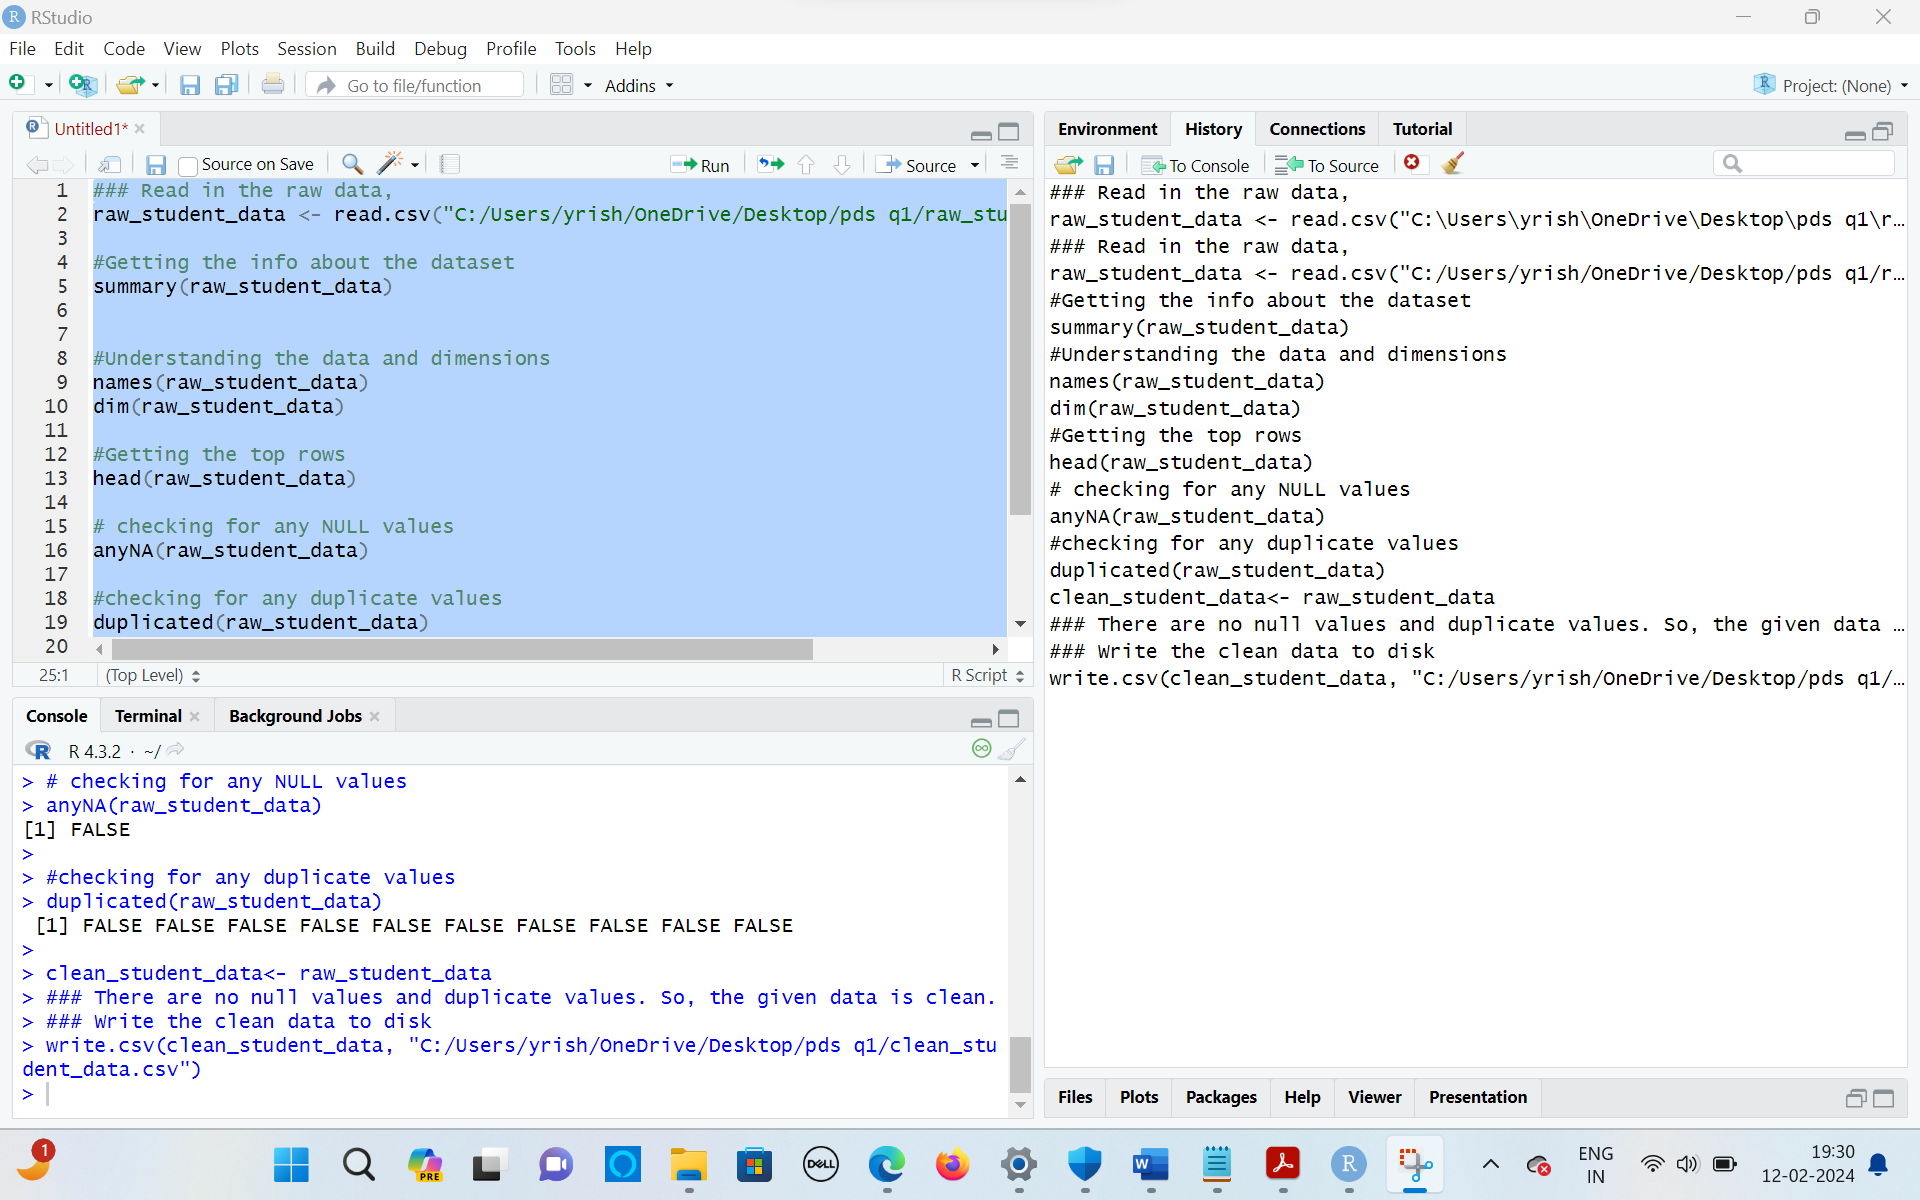 RStudio
File Edit Code View Plots Session Build Debug Profile Tools Help
Go to file/function Addins Project: (None)
Untitled1*
Source on Save Run Source
1 ### Read in the raw data,
2 raw_student_data <- read.csv("C:/Users/yrish/OneDrive/Desktop/pds q1/raw_stu
3
4 #Getting the info about the dataset
5 summary(raw_student_data)
6
7
8 #Understanding the data and dimensions
9 names(raw_student_data)
10 dim(raw_student_data)
11
12 #Getting the top rows
13 head(raw_student_data)
14
15 # checking for any NULL values
16 anyNA(raw_student_data)
17
18 #checking for any duplicate values
19 duplicated(raw_student_data)
20
25:1 (Top Level) R Script
Console Terminal Background Jobs
R 4.3.2 · ~/
> # checking for any NULL values
> anyNA(raw_student_data)
[1] FALSE
>
> #checking for any duplicate values
> duplicated(raw_student_data)
[1] FALSE FALSE FALSE FALSE FALSE FALSE FALSE FALSE FALSE FALSE
>
> clean_student_data<- raw_student_data
> ### There are no null values and duplicate values. So, the given data is clean.
> ### Write the clean data to disk
> write.csv(clean_student_data, "C:/Users/yrish/OneDrive/Desktop/pds q1/clean_stu
dent_data.csv")
>
Environment History Connections Tutorial
To Console To Source
### Read in the raw data,
raw_student_data <- read.csv("C:\Users\yrish\OneDrive\Desktop\pds q1\r…
### Read in the raw data,
raw_student_data <- read.csv("C:/Users/yrish/OneDrive/Desktop/pds q1/r…
#Getting the info about the dataset
summary(raw_student_data)
#Understanding the data and dimensions
names(raw_student_data)
dim(raw_student_data)
#Getting the top rows
head(raw_student_data)
# checking for any NULL values
anyNA(raw_student_data)
#checking for any duplicate values
duplicated(raw_student_data)
clean_student_data<- raw_student_data
### There are no null values and duplicate values. So, the given data …
### Write the clean data to disk
write.csv(clean_student_data, "C:/Users/yrish/OneDrive/Desktop/pds q1/…
Files Plots Packages Help Viewer Presentation
1
PRE
DELL
ENG
IN
19:30
12-02-2024